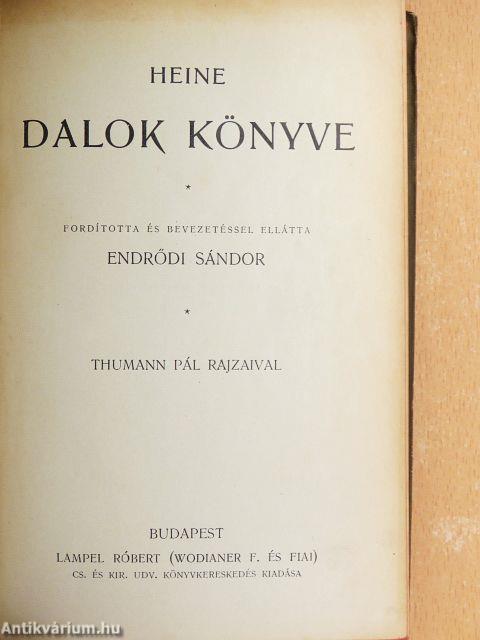 HEINE
DALOK KÖNYVE
*
FORDÍTOTTA ÉS BEVEZETÉSSEL ELLÁTTA
ENDRŐDI SÁNDOR
*
THUMANN PÁL RAJZAIVAL
BUDAPEST
LAMPEL RÓBERT (WODIANER F. ÉS FIAI)
CS. ÉS KIR. UDV. KÖNYVKERESKEDÉS KIADÁSA
Antikvárium.hu